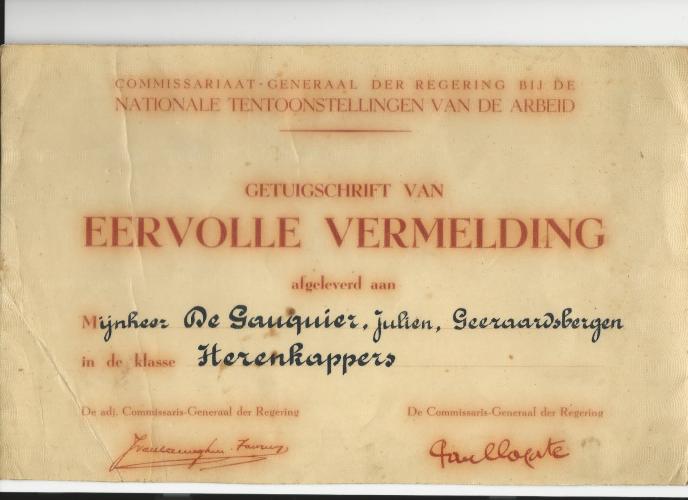 COMMISSARIAAT-GENERAAL DER REGERING BIJ DE
NATIONALE TENTOONSTELLINGEN VAN DE ARBEID
GETUIGSCHRIFT VAN
EERVOLLE VERMELDING
afgeleverd aan
Mijnheer De Gauquier, Julien, Geeraardsbergen
in de klasse Herenkappers
De adj. Commissaris-Generaal der Regering De Commissaris-Generaal der Regering